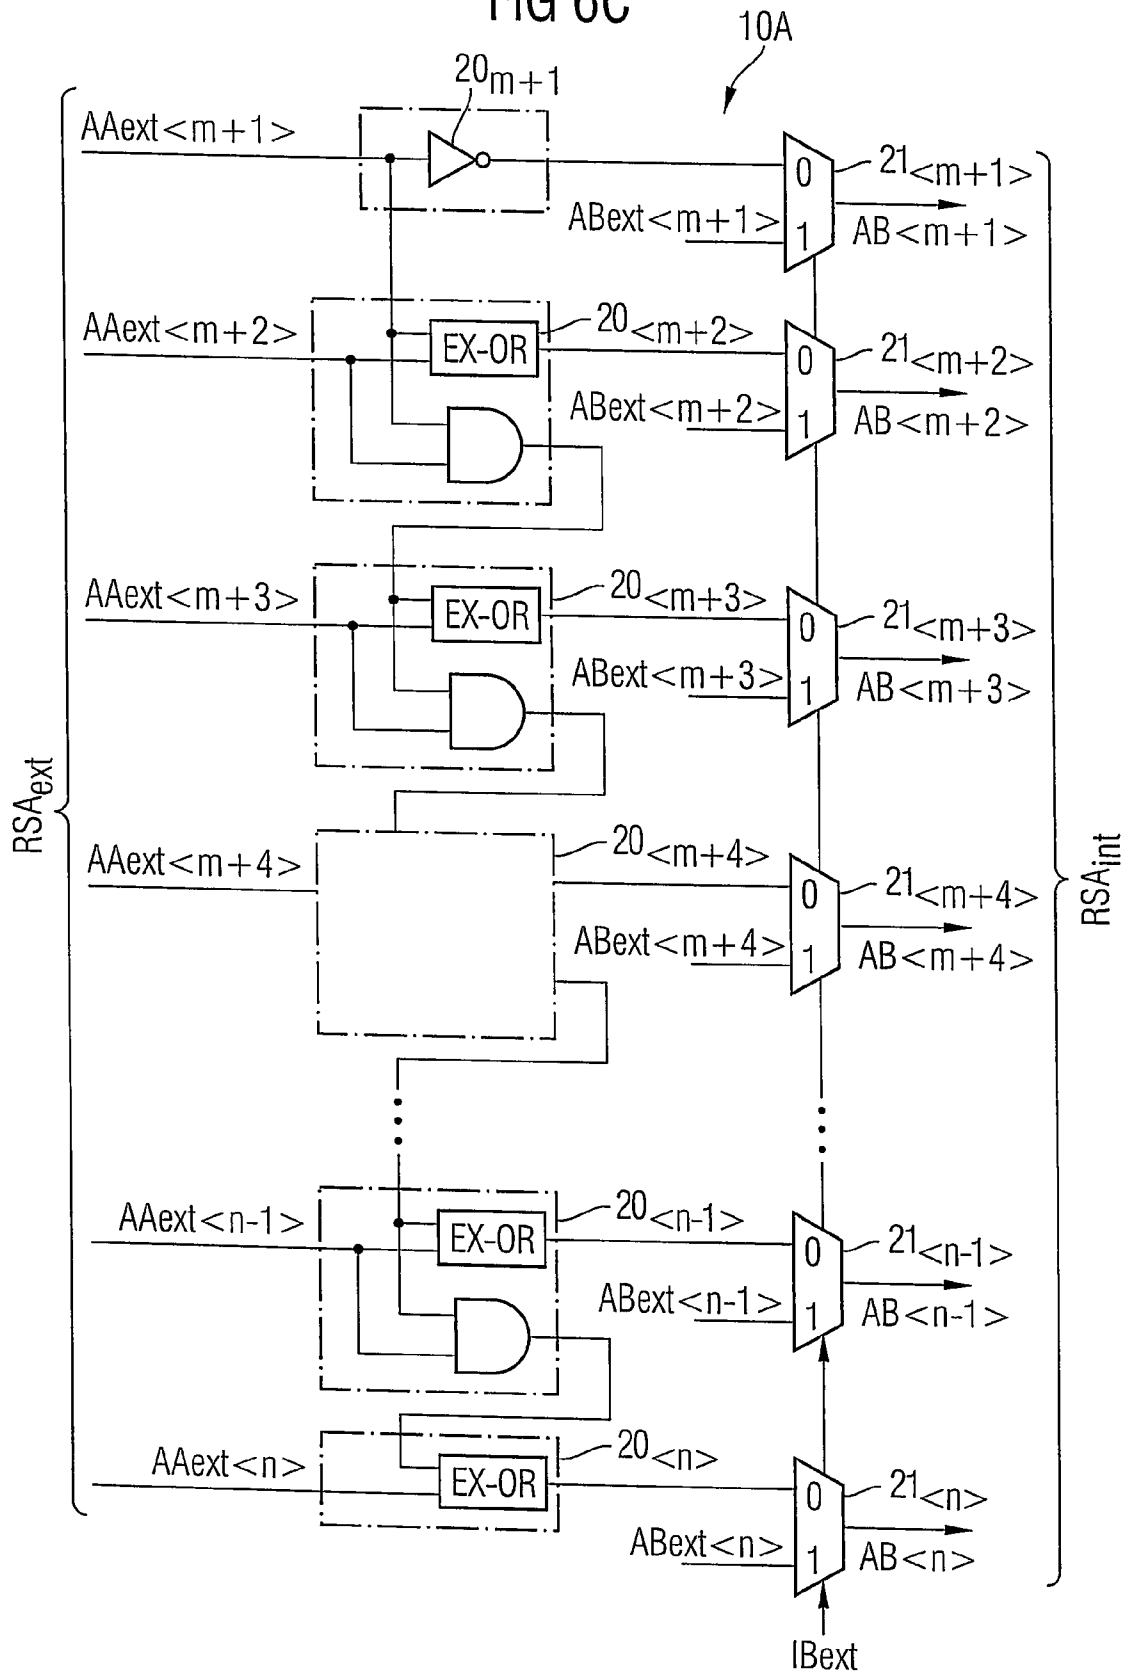 FIG 6C
10A
20m+1
AAext<m+1>
0
21<m+1>
ABext<m+1>
1
AB<m+1>
AAext<m+2>
EX-OR
20<m+2>
0
21<m+2>
ABext<m+2>
1
AB<m+2>
AAext<m+3>
EX-OR
20<m+3>
0
21<m+3>
ABext<m+3>
1
AB<m+3>
RSAext
AAext<m+4>
20<m+4>
0
21<m+4>
RSAint
ABext<m+4>
1
AB<m+4>
AAext<n-1>
EX-OR
20<n-1>
0
21<n-1>
ABext<n-1>
1
AB<n-1>
AAext<n>
EX-OR
20<n>
0
21<n>
ABext<n>
1
AB<n>
IBext